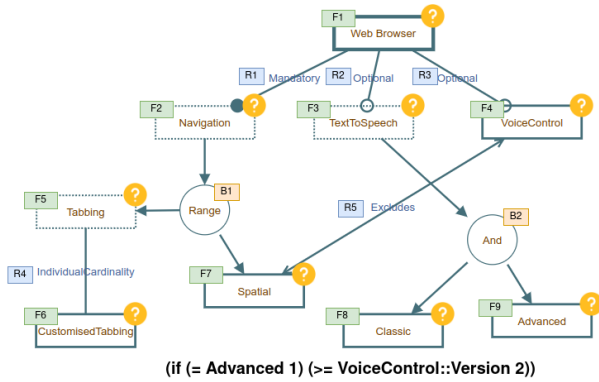 F1
?
Web Browser
R1
Mandatory
R2
Optional
R3
Optional
F2
?
Navigation
F3
?
TextToSpeech
F4
?
VoiceControl
B1
Range
F5
?
Tabbing
R5
Excludes
B2
And
R4
IndividualCardinality
F7
?
Spatial
F6
?
CustomisedTabbing
F8
?
Classic
F9
?
Advanced
(if (= Advanced 1) (>= VoiceControl::Version 2))